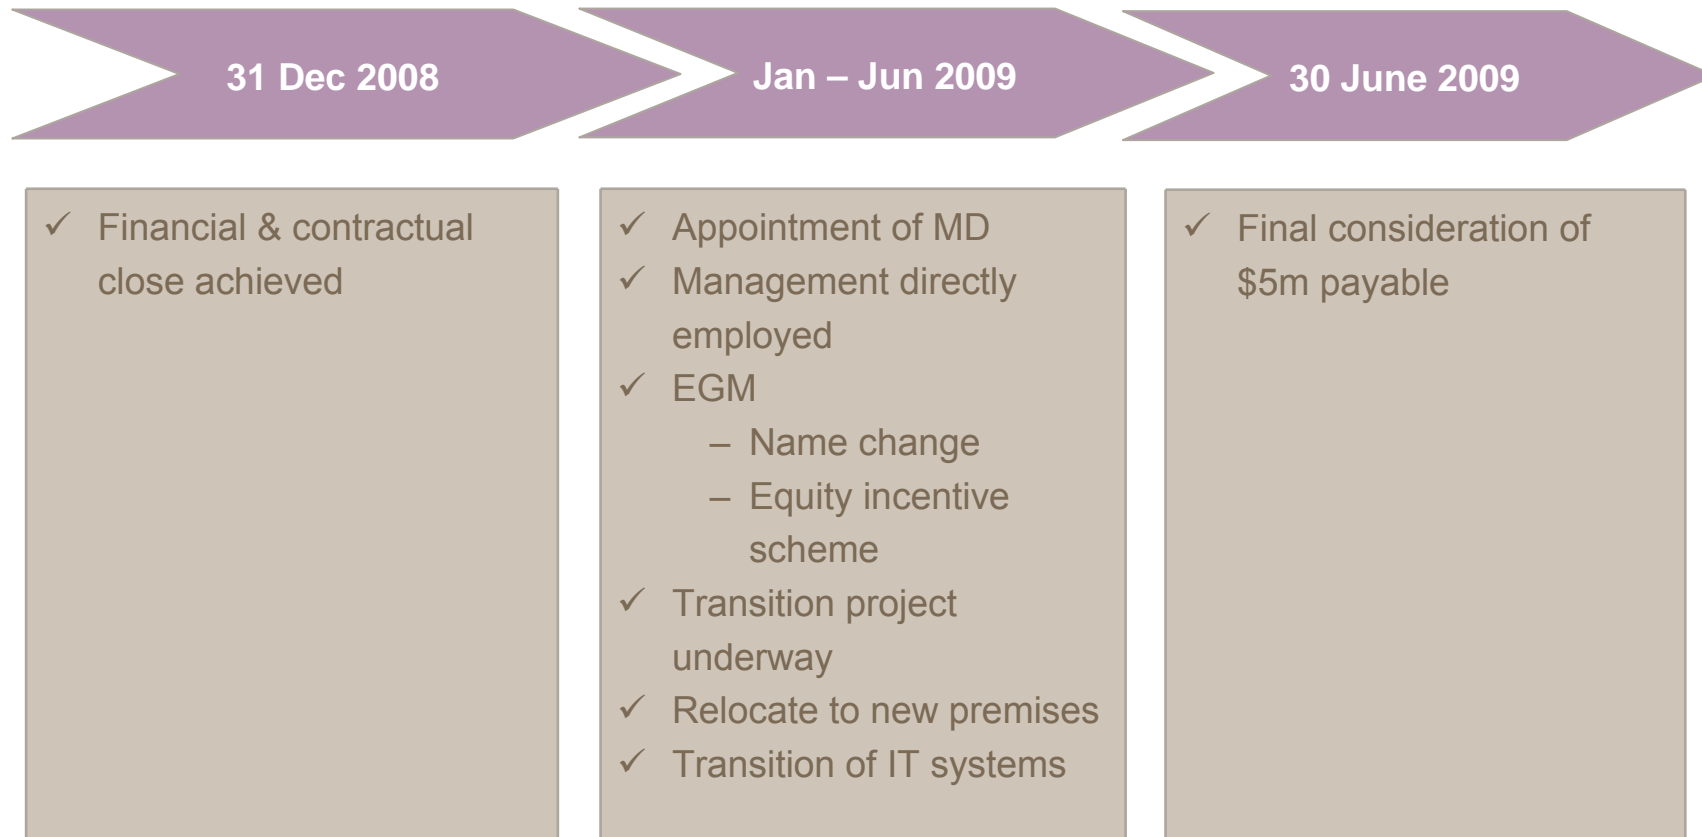 31 Dec 2008
Jan – Jun 2009
30 June 2009
✓ Financial & contractual
close achieved
✓ Appointment of MD
✓ Management directly
employed
✓ EGM
– Name change
– Equity incentive
scheme
✓ Transition project
underway
✓ Relocate to new premises
✓ Transition of IT systems
✓ Final consideration of
$5m payable